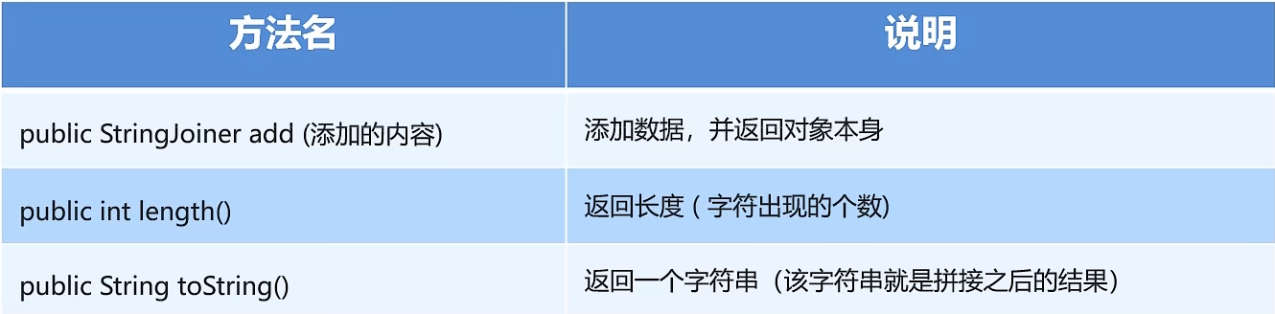 方法名 说明
public StringJoiner add (添加的内容) 添加数据，并返回对象本身
public int length() 返回长度 ( 字符出现的个数)
public String toString() 返回一个字符串（该字符串就是拼接之后的结果）